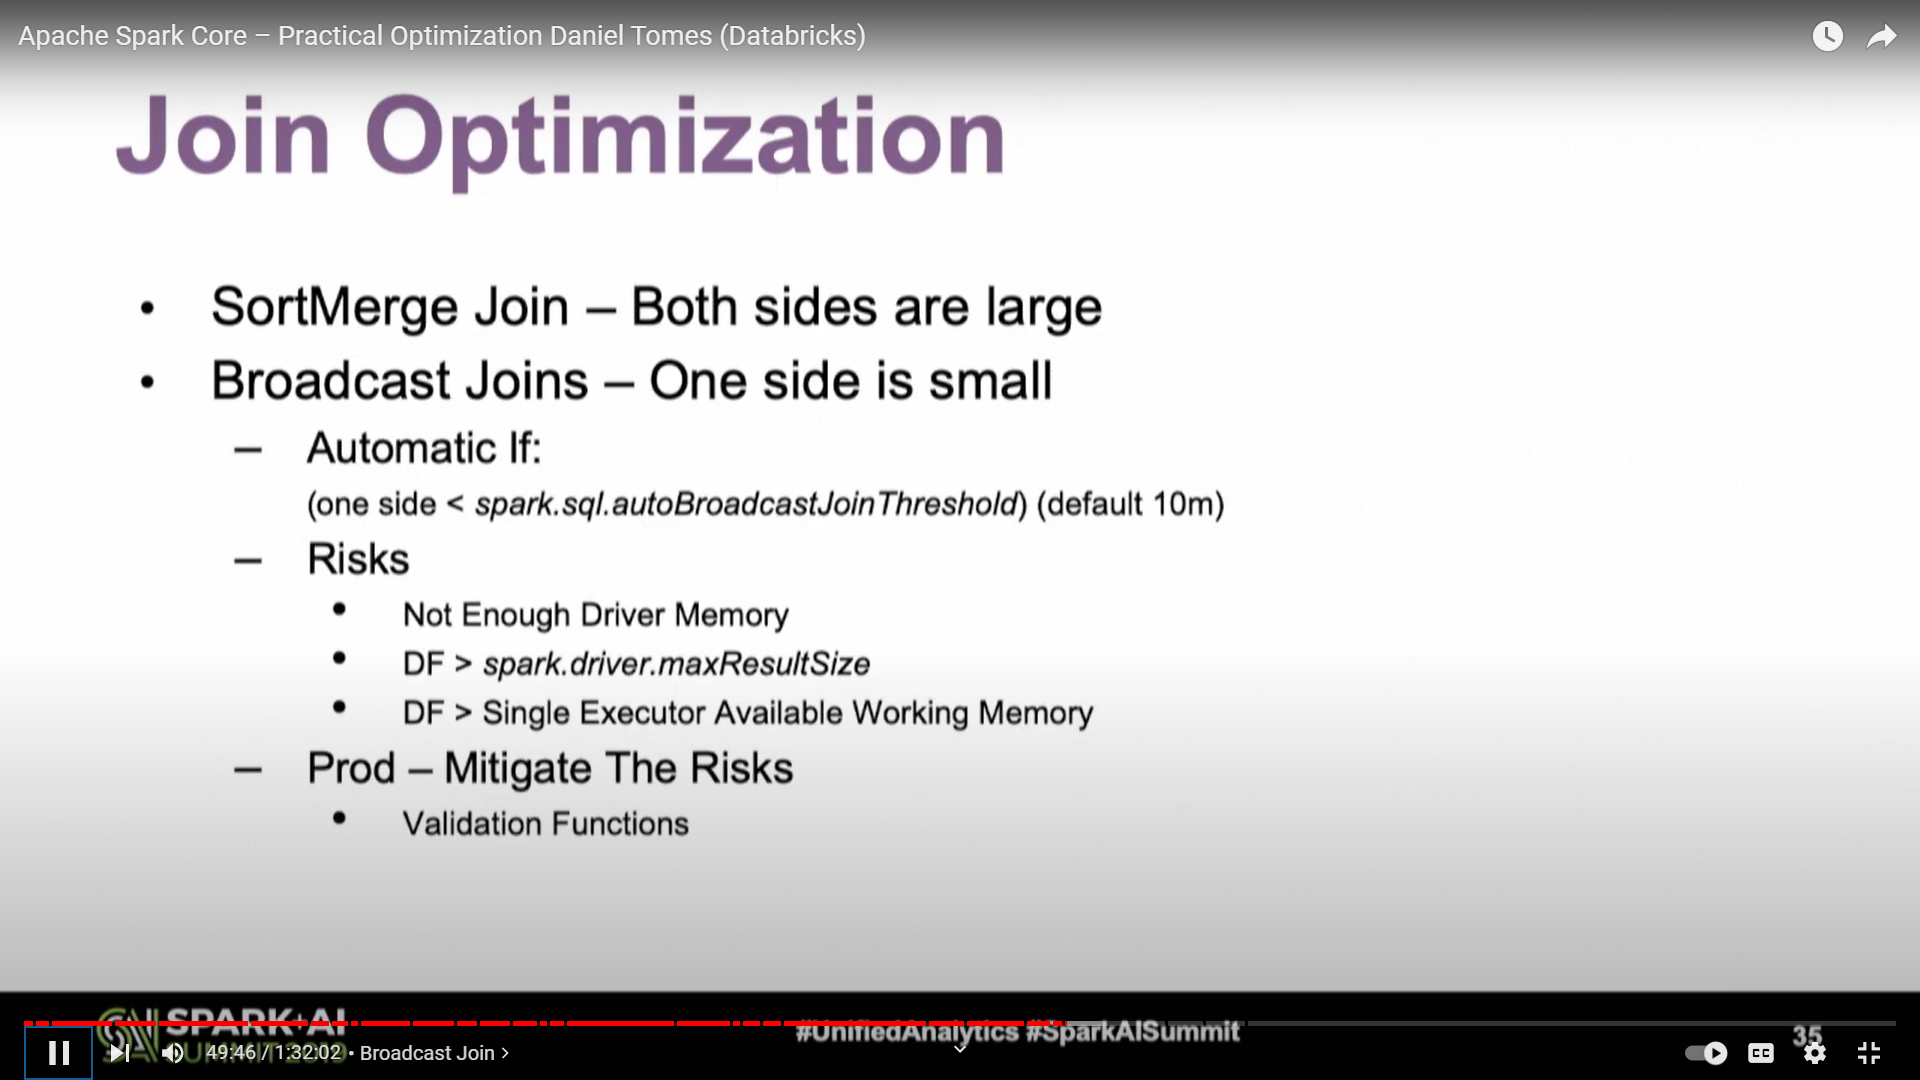 Apache Spark Core – Practical Optimization Daniel Tomes (Databricks)
Join Optimization
• SortMerge Join – Both sides are large
• Broadcast Joins – One side is small
– Automatic If:
(one side < spark.sql.autoBroadcastJoinThreshold) (default 10m)
– Risks
• Not Enough Driver Memory
• DF > spark.driver.maxResultSize
• DF > Single Executor Available Working Memory
– Prod – Mitigate The Risks
• Validation Functions
SPARK+AI
SUMMIT 2019
#UnifiedAnalytics #SparkAISummit
35
49:46 / 1:32:02 • Broadcast Join >
CC